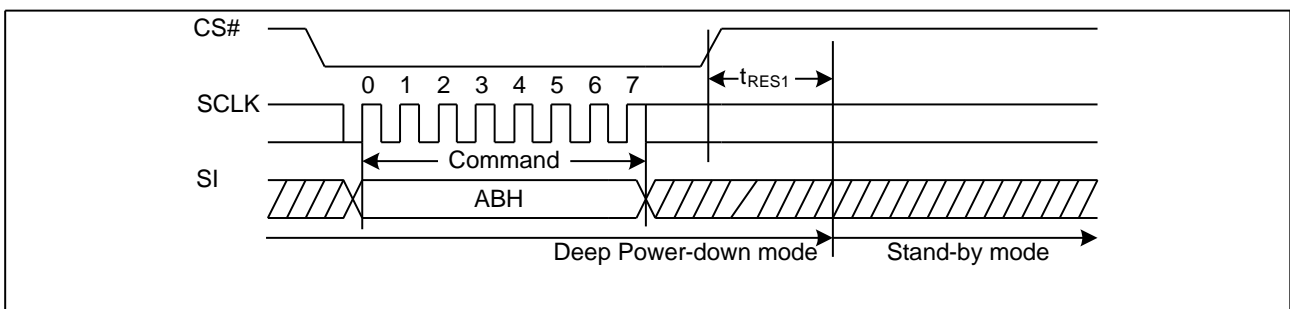 CS#
0 1 2 3 4 5 6 7
tRES1
SCLK
Command
SI
ABH
Deep Power-down mode Stand-by mode